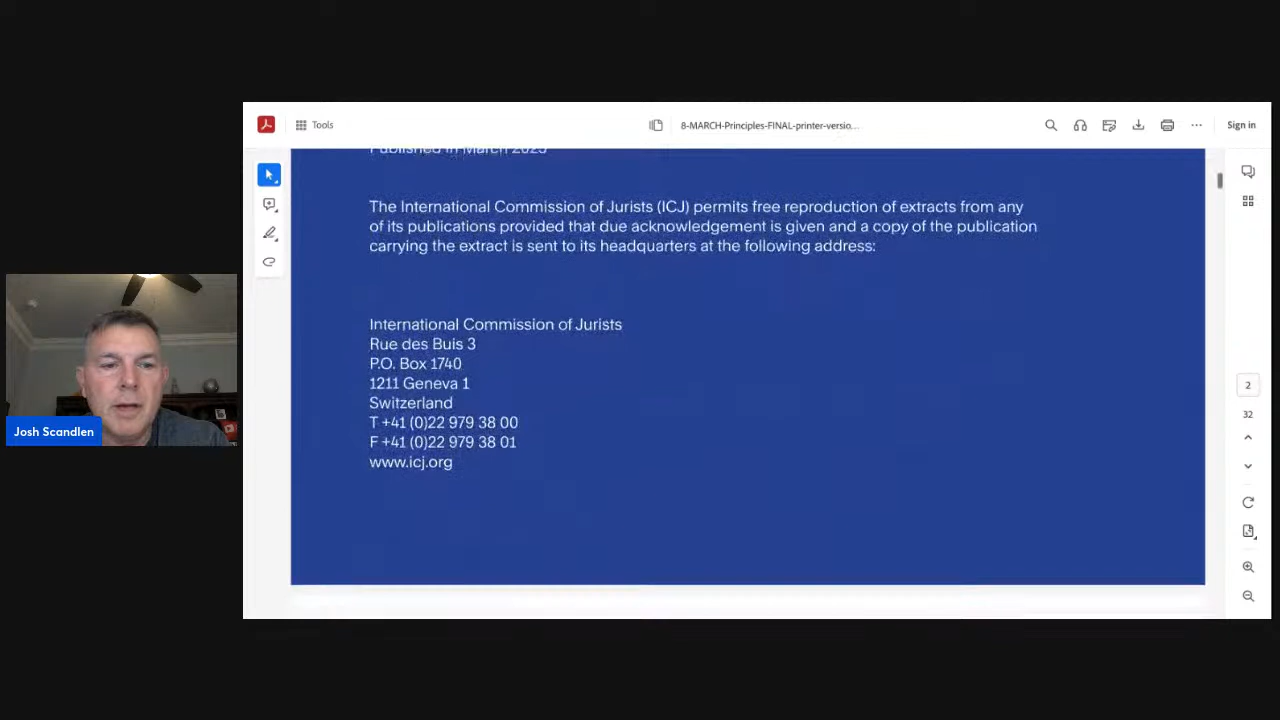 Tools
8-MARCH-Principles-FINAL-printer-versio...
Sign in
Published in March 2023
The International Commission of Jurists (ICJ) permits free reproduction of extracts from any
of its publications provided that due acknowledgement is given and a copy of the publication
carrying the extract is sent to its headquarters at the following address:
International Commission of Jurists
Rue des Buis 3
P.O. Box 1740
1211 Geneva 1
Switzerland
T +41 (0)22 979 38 00
F +41 (0)22 979 38 01
www.icj.org
2
32
Josh Scandlen